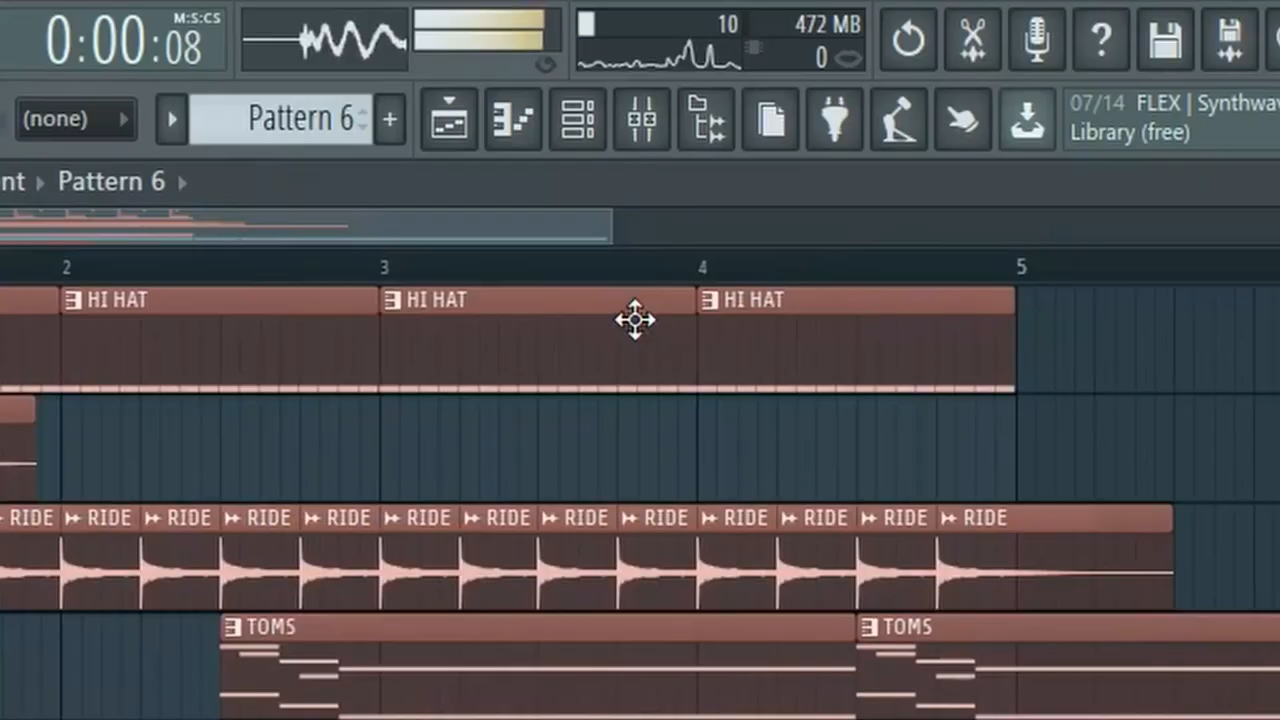 0:00:08 M:S:CS
10 472 MB
0
(none) Pattern 6 +
07/14 FLEX | Synthwav
Library (free)
nt Pattern 6
2 3 4 5
HI HAT HI HAT HI HAT
RIDE RIDE RIDE RIDE RIDE RIDE RIDE RIDE RIDE RIDE RIDE RIDE RIDE
TOMS TOMS